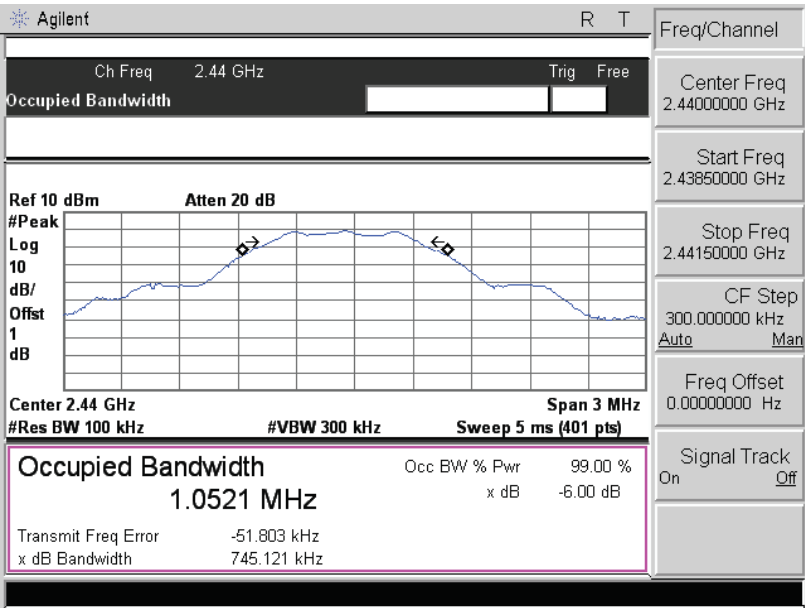 Agilent R T
Freq/Channel
Ch Freq 2.44 GHz Trig Free
Occupied Bandwidth
Center Freq
2.44000000 GHz
Start Freq
2.43850000 GHz
Stop Freq
2.44150000 GHz
CF Step
300.000000 kHz
Auto Man
Freq Offset
0.00000000 Hz
Signal Track
On Off
Ref 10 dBm Atten 20 dB
#Peak
Log
10
dB/
Offst
1
dB
Center 2.44 GHz Span 3 MHz
#Res BW 100 kHz #VBW 300 kHz Sweep 5 ms (401 pts)
Occupied Bandwidth Occ BW % Pwr 99.00 %
1.0521 MHz x dB -6.00 dB
Transmit Freq Error -51.803 kHz
x dB Bandwidth 745.121 kHz